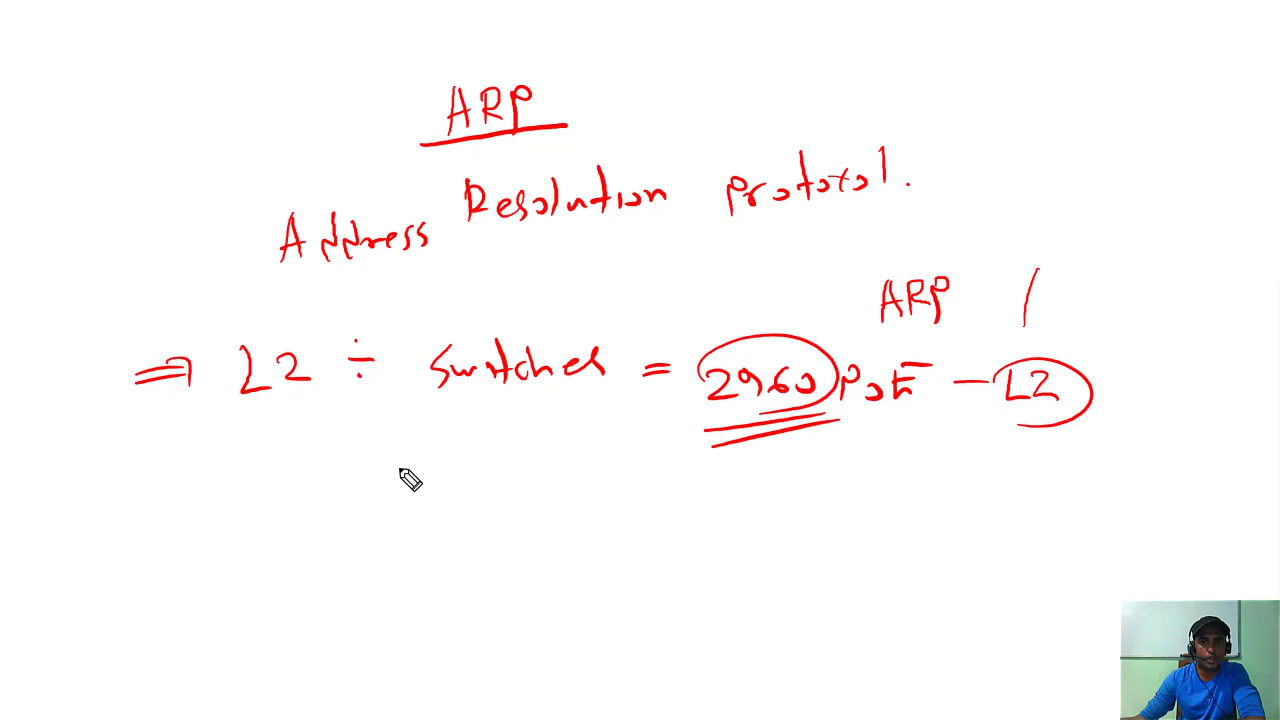 ARP
Address Resolution protocol.
ARP /
⇒ L2 ÷ Switches = 2960 PoE – L2